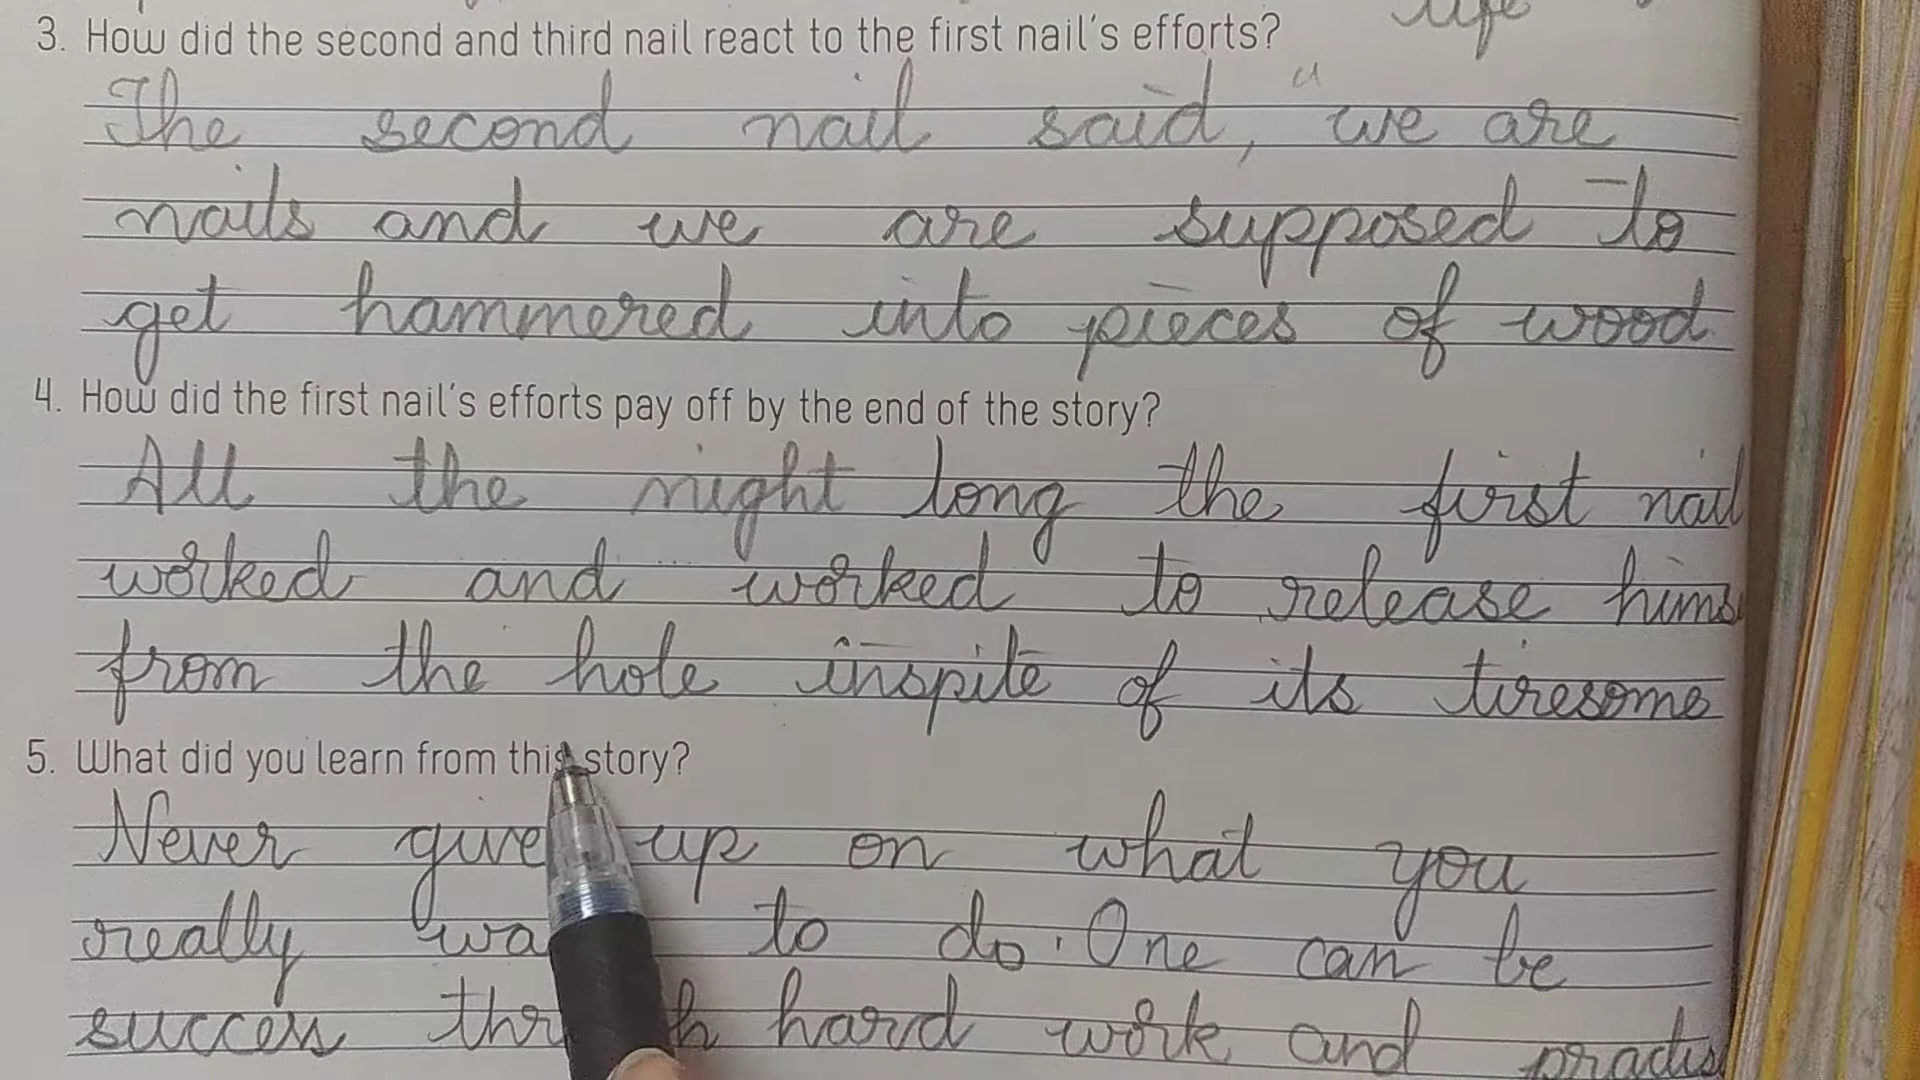 life
3. How did the second and third nail react to the first nail's efforts?
The second nail said, "we are
nails and we are supposed to
get hammered into pieces of wood
4. How did the first nail's efforts pay off by the end of the story?
All the night long the first nail
worked and worked to release hims
from the hole inspite of its tiresome
5. What did you learn from this story?
Never give up on what you
really wa to do. One can be
success thr h hard work and